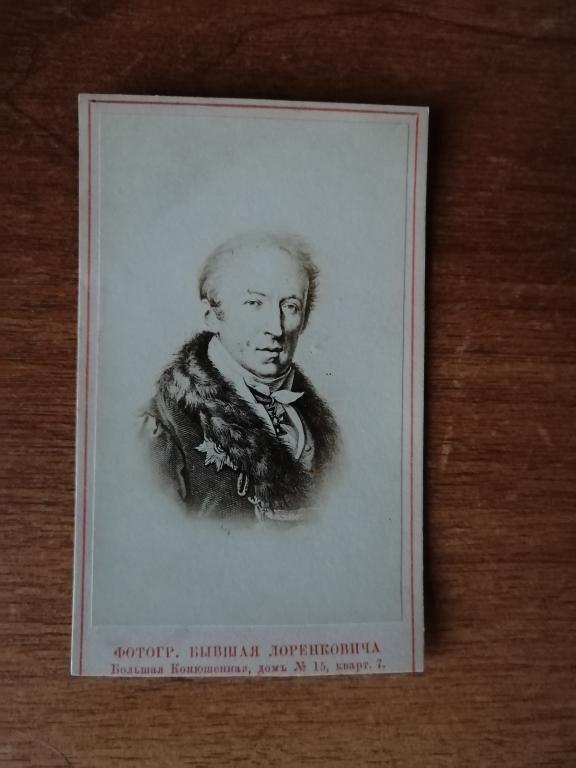 ФОТОГР. БЫВШАЯ ЛОРЕНКОВИЧА
Большая Конюшенная, домъ № 15, кварт. 7.